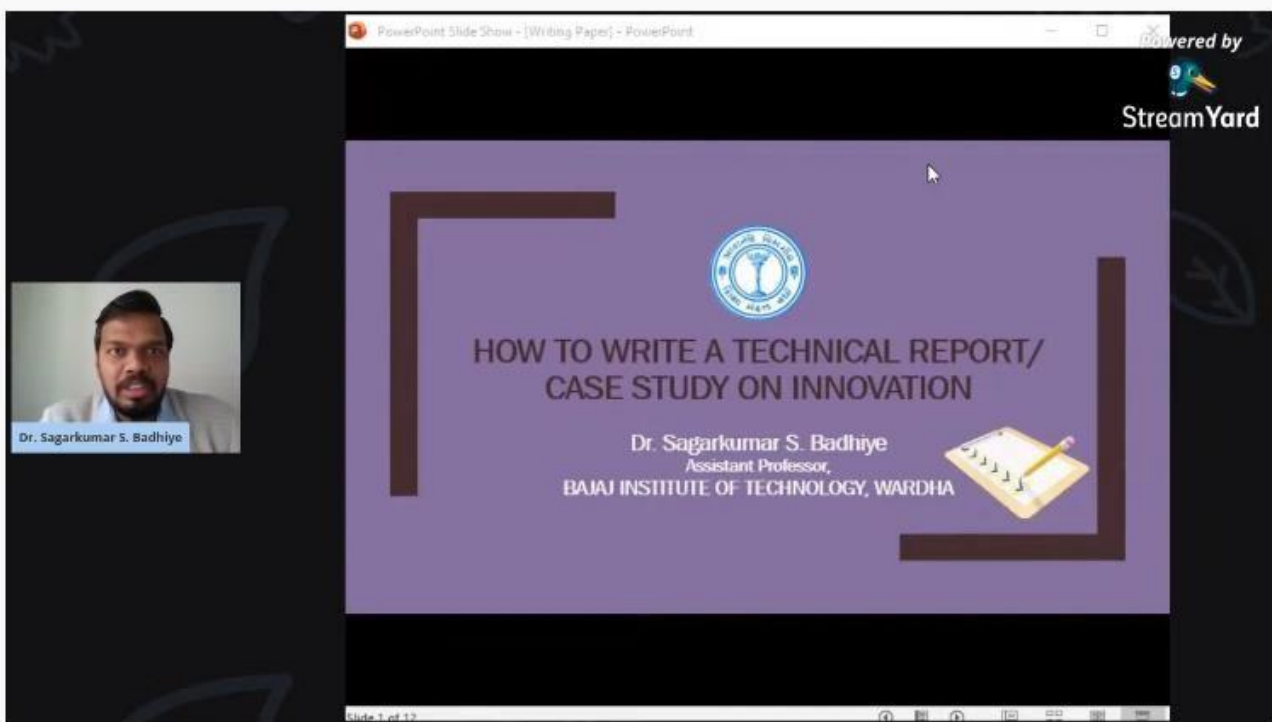 PowerPoint Slide Show - [Writing Paper] - PowerPoint
Powered by
StreamYard
HOW TO WRITE A TECHNICAL REPORT/
CASE STUDY ON INNOVATION
Dr. Sagarkumar S. Badhiye
Assistant Professor,
BAJAJ INSTITUTE OF TECHNOLOGY, WARDHA
Dr. Sagarkumar S. Badhiye
Slide 1 of 12